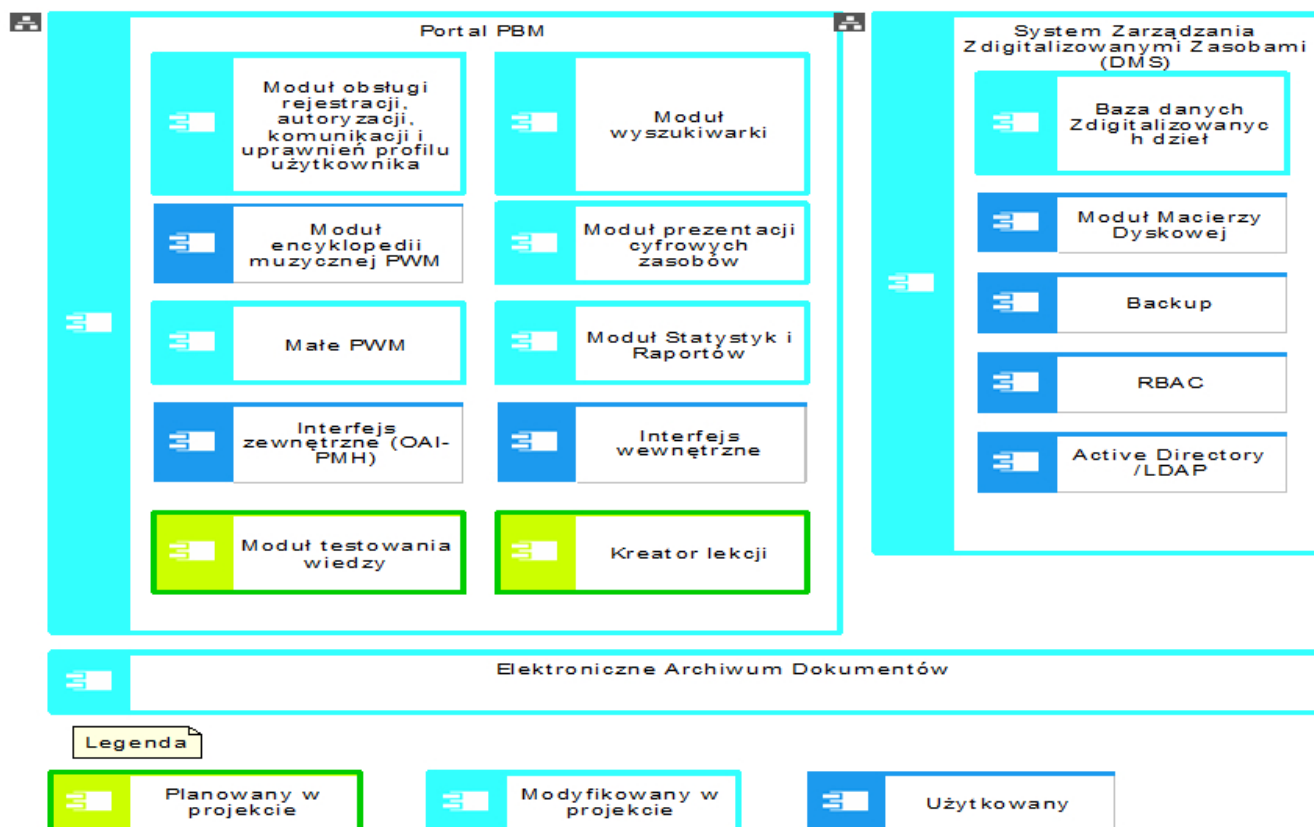 Portal PBM
Moduł obsługi
rejestracji,
autoryzacji,
komunikacji i
uprawnień profilu
użytkownika
Moduł
wyszukiwarki
Moduł
encyklopedii
muzycznej PWM
Moduł prezentacji
cyfrowych
zasobów
Małe PWM
Moduł Statystyk i
Raportów
Interfejs
zewnętrzne (OAI-
PMH)
Interfejs
wewnętrzne
Moduł testowania
wiedzy
Kreator lekcji
System Zarządzania
Zdigitalizowanymi Zasobami
(DMS)
Baza danych
Zdigitalizowanyc
h dzieł
Moduł Macierzy
Dyskowej
Backup
RBAC
Active Directory
/LDAP
Elektroniczne Archiwum Dokumentów
Legenda
Planowany w
projekcie
Modyfikowany w
projekcie
Użytkowany